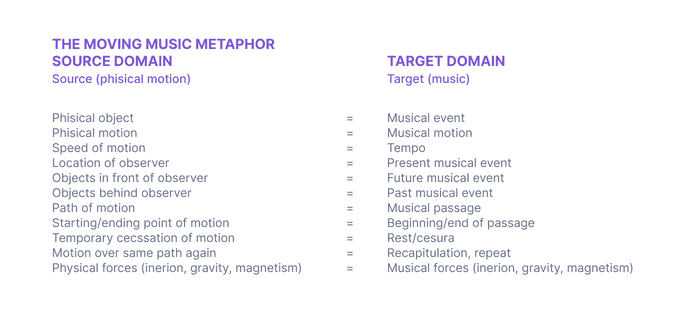 THE MOVING MUSIC METAPHOR
SOURCE DOMAIN TARGET DOMAIN
Source (phisical motion) Target (music)
Phisical object = Musical event
Phisical motion = Musical motion
Speed of motion = Tempo
Location of observer = Present musical event
Objects in front of observer = Future musical event
Objects behind observer = Past musical event
Path of motion = Musical passage
Starting/ending point of motion = Beginning/end of passage
Temporary cecssation of motion = Rest/cesura
Motion over same path again = Recapitulation, repeat
Physical forces (inerion, gravity, magnetism) = Musical forces (inerion, gravity, magnetism)